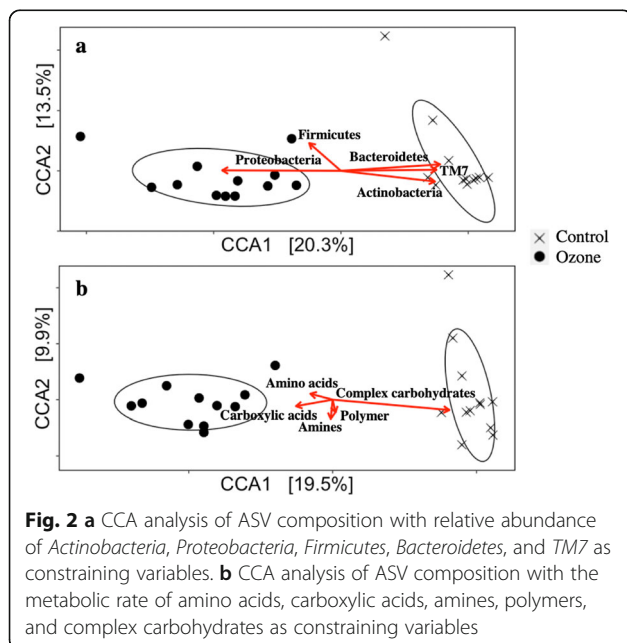 a
CCA2 [13.5%]
Firmicutes
Proteobacteria
Bacteroidetes
TM7
Actinobacteria
CCA1 [20.3%]
Control
Ozone
b
CCA2 [9.9%]
Amino acids
Complex carbohydrates
Carboxylic acids
Polymer
Amines
CCA1 [19.5%]
Fig. 2 a CCA analysis of ASV composition with relative abundance
of Actinobacteria, Proteobacteria, Firmicutes, Bacteroidetes, and TM7 as
constraining variables. b CCA analysis of ASV composition with the
metabolic rate of amino acids, carboxylic acids, amines, polymers,
and complex carbohydrates as constraining variables